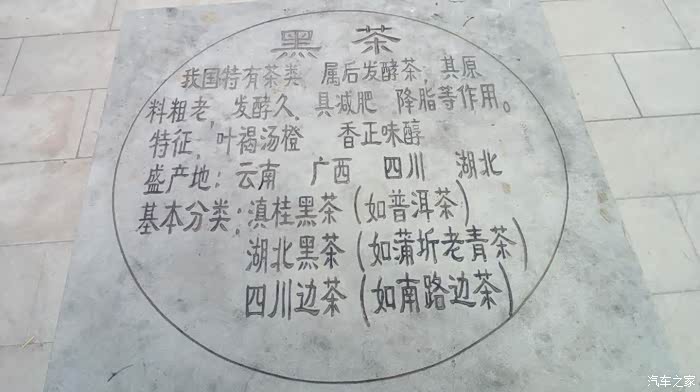 黑 茶
我国特有茶类，属后发酵茶；其原
料粗老，发酵久，具减肥 降脂等作用。
特征：叶褐汤橙 香正味醇
盛产地：云南 广西 四川 湖北
基本分类：滇桂黑茶（如普洱茶）
湖北黑茶（如蒲圻老青茶）
四川边茶（如南路边茶）
汽车之家